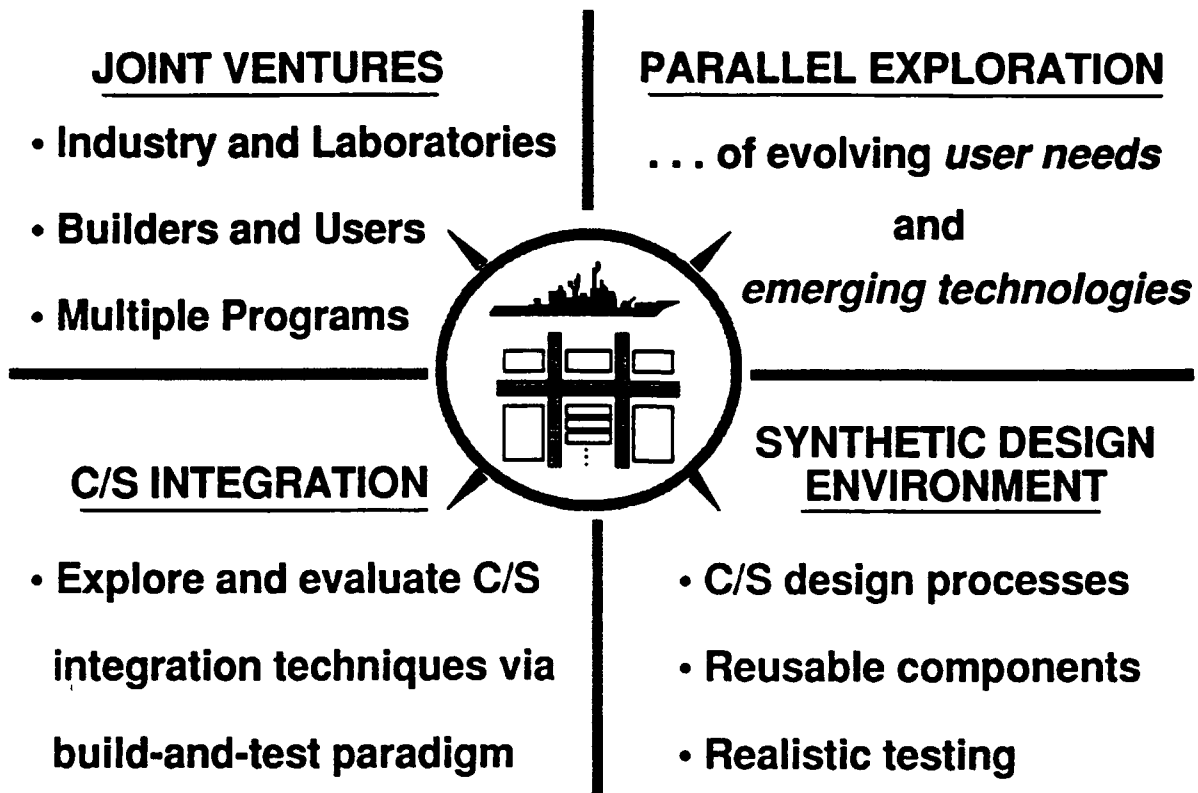 JOINT VENTURES
• Industry and Laboratories
• Builders and Users
• Multiple Programs
PARALLEL EXPLORATION
. . . of evolving user needs
and
emerging technologies
C/S INTEGRATION
• Explore and evaluate C/S
integration techniques via
build-and-test paradigm
SYNTHETIC DESIGN
ENVIRONMENT
• C/S design processes
• Reusable components
• Realistic testing